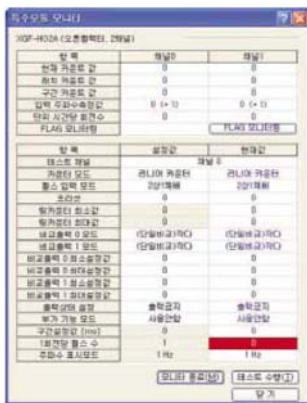 특수모듈 모니터
XGF-HO2A (오픈컬렉터, 2채널)
항 목 채널0 채널1
현재 카운트 값 0 0
래치 카운트 값 0 0
구간 카운트 값 0 0
입력 주파수측정값 0 (* 1) 0 (* 1)
단위 시간당 회전수 0 0
FLAG 모니터링 FLAG 모니터링
항 목 설정값 현재값
테스트 채널 채널 0
카운터 모드 리니어 카운터 리니어 카운터
펄스 입력 모드 2상1체배 2상1체배
프리셋 0 0
링카운터 최소값 0 0
링카운터 최대값 0 0
비교출력 0 모드 (단일비교)작다 (단일비교)작다
비교출력 1 모드 (단일비교)작다 (단일비교)작다
비교출력 0 최소설정값 0 0
비교출력 0 최대설정값 0 0
비교출력 1 최소설정값 0 0
비교출력 1 최대설정값 0 0
출력상태 설정 출력금지 출력금지
부가 기능 모드 사용안함 사용안함
구간설정값 [ms] 0 0
1회전당 펄스 수 1 0
주파수 표시모드 1 Hz 1 Hz
모니터 종료(M) 테스트 수행(T)
닫 기